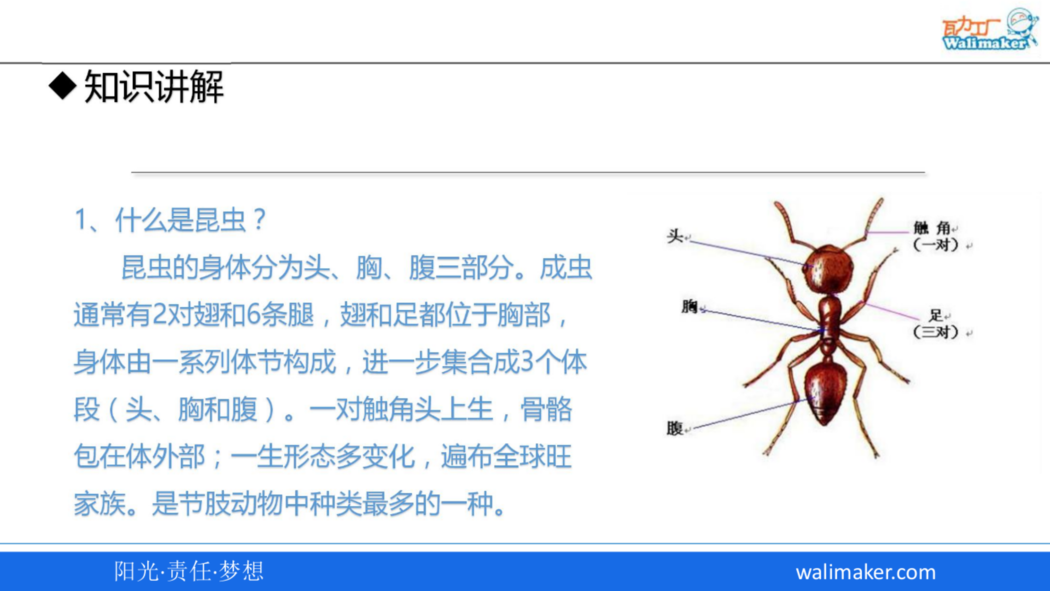 瓦力工厂
Walimaker
知识讲解
1、什么是昆虫？
昆虫的身体分为头、胸、腹三部分。成虫
通常有2对翅和6条腿，翅和足都位于胸部，
身体由一系列体节构成，进一步集合成3个体
段（头、胸和腹）。一对触角头上生，骨骼
包在体外部；一生形态多变化，遍布全球旺
家族。是节肢动物中种类最多的一种。
头
触 角
（一对）
胸
足
（三对）
腹
阳光·责任·梦想
walimaker.com